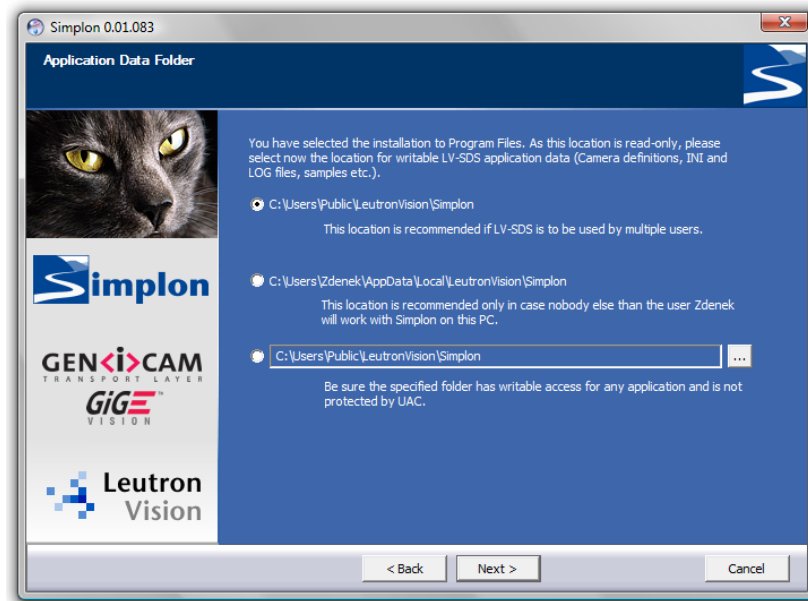 Simplon 0.01.083
Application Data Folder
You have selected the installation to Program Files. As this location is read-only, please
select now the location for writable LV-SDS application data (Camera definitions, INI and
LOG files, samples etc.).
C:\Users\Public\LeutronVision\Simplon
This location is recommended if LV-SDS is to be used by multiple users.
C:\Users\Zdenek\AppData\Local\LeutronVision\Simplon
This location is recommended only in case nobody else than the user Zdenek
will work with Simplon on this PC.
C:\Users\Public\LeutronVision\Simplon
...
Be sure the specified folder has writable access for any application and is not
protected by UAC.
Simplon
GEN<i>CAM
TRANSPORT LAYER
GiGE™
VISION
Leutron
Vision
< Back
Next >
Cancel